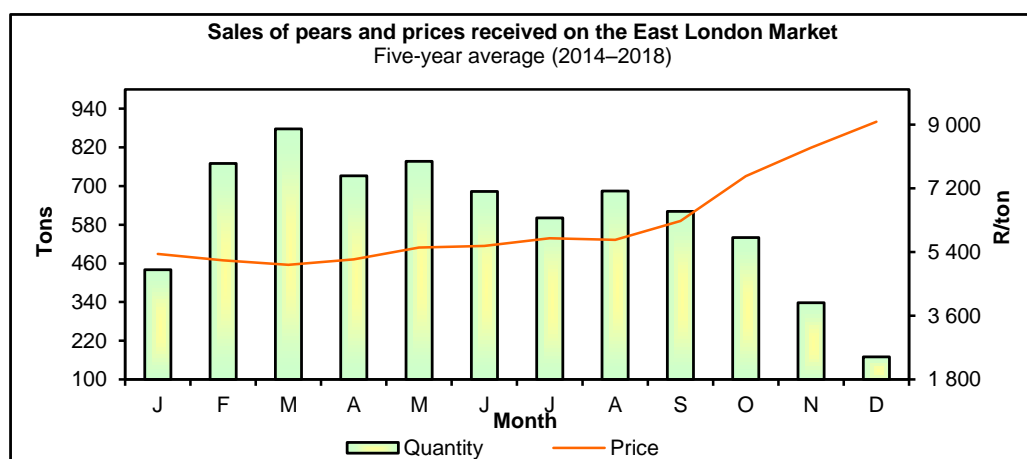 Sales of pears and prices received on the East London Market
Five-year average (2014–2018)
Tons
940
820
700
580
460
340
220
100
9 000
7 200
5 400
3 600
1 800
R/ton
J F M A M J J A S O N D
Month
Quantity Price